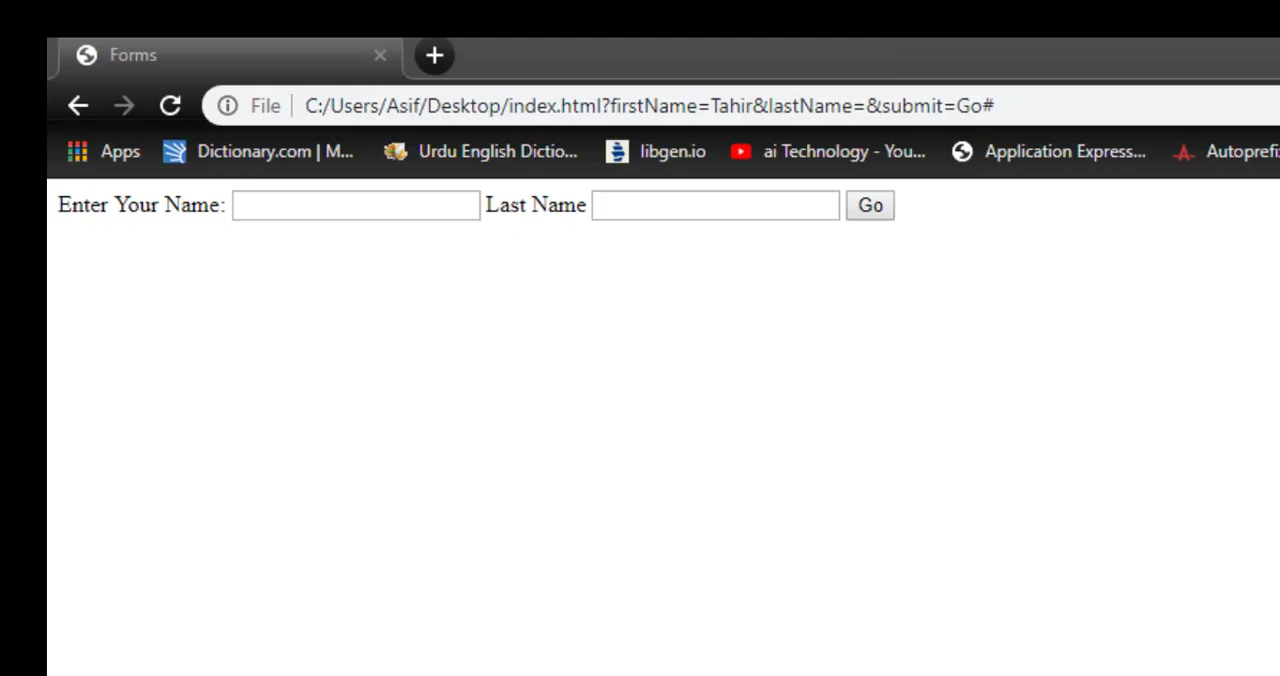 Forms
File C:/Users/Asif/Desktop/index.html?firstName=Tahir&lastName=&submit=Go#
Apps Dictionary.com | M... Urdu English Dictio... libgen.io ai Technology - You... Application Express... Autoprefi
Enter Your Name: Last Name Go